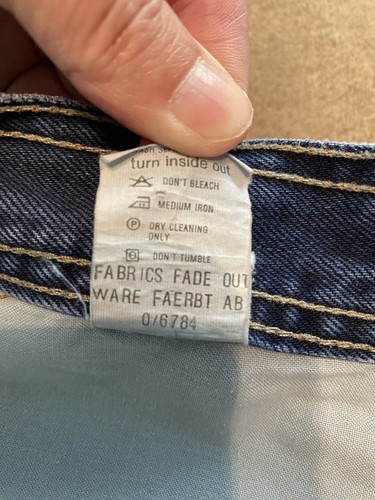 turn inside out
DON'T BLEACH
MEDIUM IRON
P DRY CLEANING
ONLY
DON'T TUMBLE
FABRICS FADE OUT
WARE FAERBT AB
0/6784